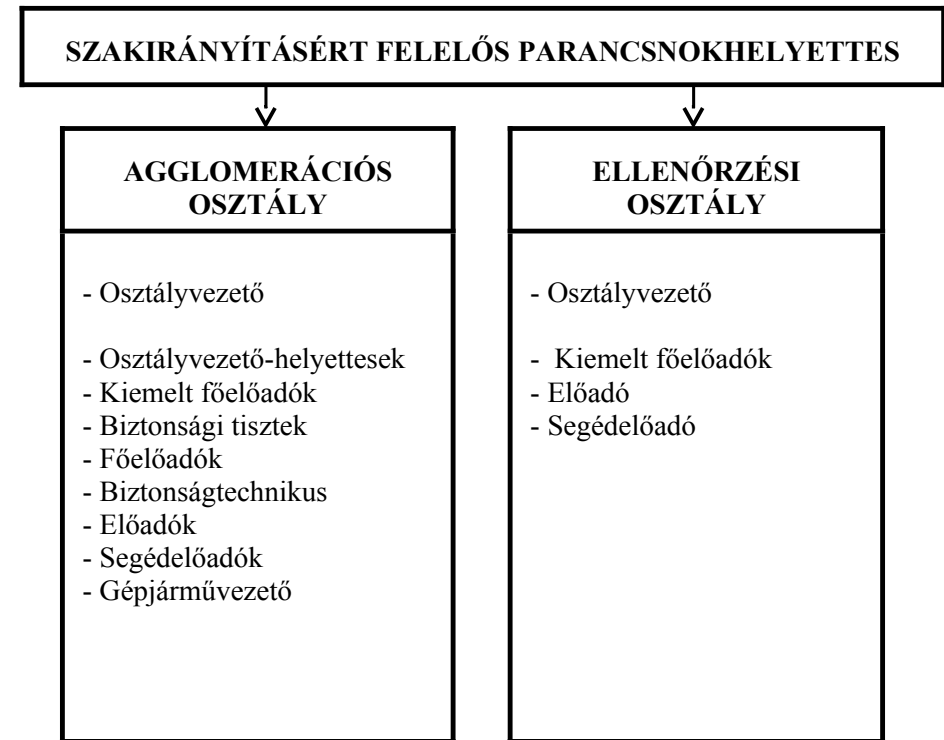 SZAKIRÁNYÍTÁSÉRT FELELŐS PARANCSNOKHELYETTES
AGGLOMERÁCIÓS
OSZTÁLY
- Osztályvezető
- Osztályvezető-helyettesek
- Kiemelt főelőadók
- Biztonsági tisztek
- Főelőadók
- Biztonságtechnikus
- Előadók
- Segédelőadók
- Gépjárművezető
ELLENŐRZÉSI
OSZTÁLY
- Osztályvezető
- Kiemelt főelőadók
- Előadó
- Segédelőadó